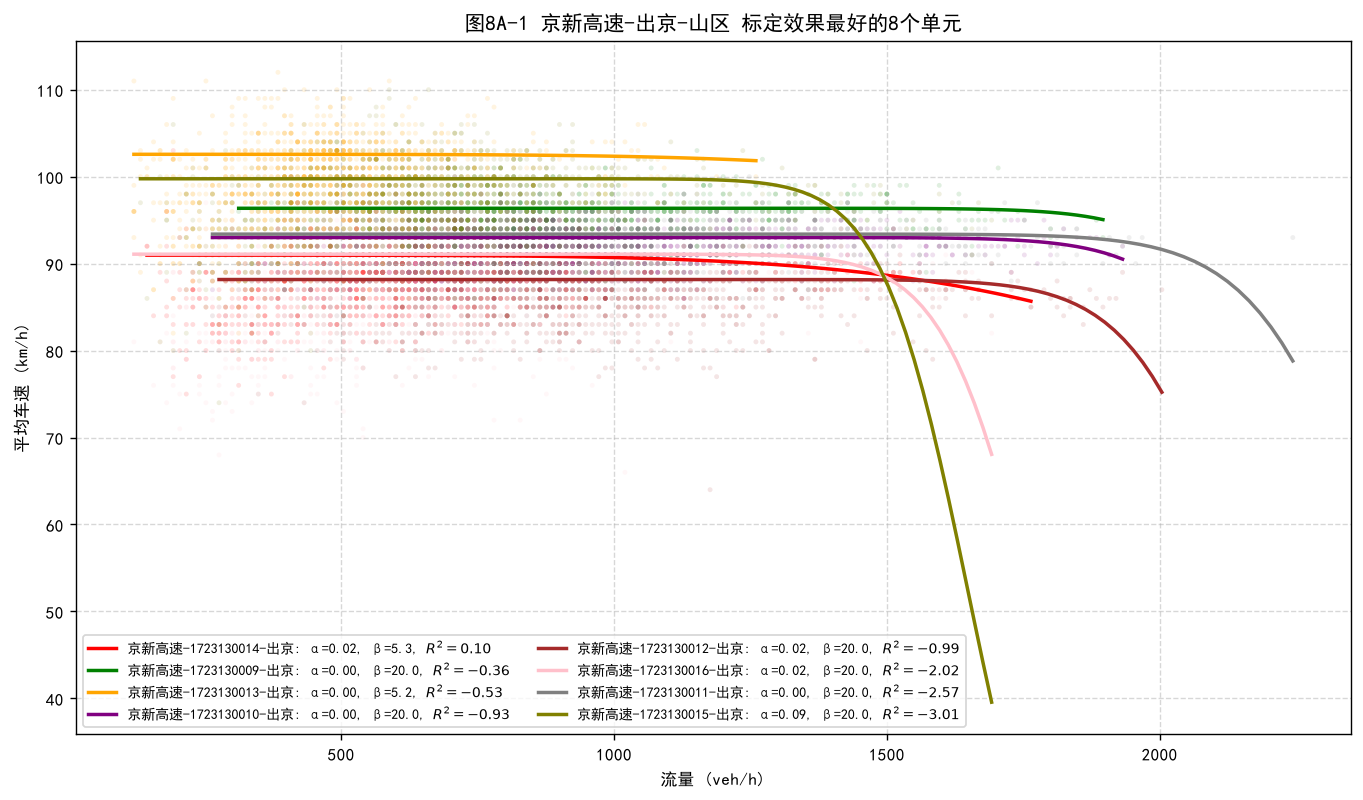 图8A-1 京新高速-出京-山区 标定效果最好的8个单元
平均车速 (km/h)
110
100
90
80
70
60
50
40
京新高速-1723130014-出京: α=0.02, β=5.3, R²=0.10
京新高速-1723130009-出京: α=0.00, β=20.0, R²=−0.36
京新高速-1723130013-出京: α=0.00, β=5.2, R²=−0.53
京新高速-1723130010-出京: α=0.00, β=20.0, R²=−0.93
京新高速-1723130012-出京: α=0.02, β=20.0, R²=−0.99
京新高速-1723130016-出京: α=0.02, β=20.0, R²=−2.02
京新高速-1723130011-出京: α=0.00, β=20.0, R²=−2.57
京新高速-1723130015-出京: α=0.09, β=20.0, R²=−3.01
500 1000 1500 2000
流量 (veh/h)